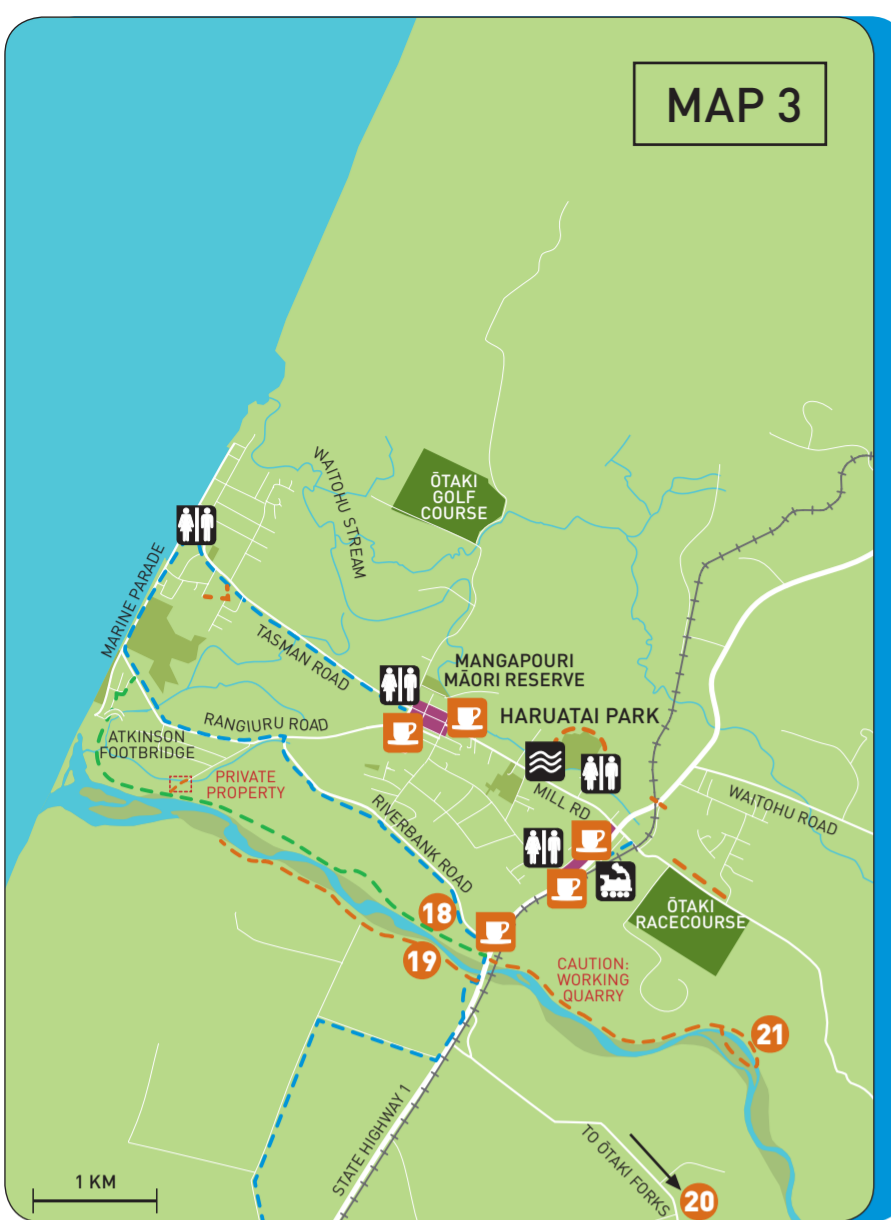 MAP 3
ŌTAKI
GOLF
COURSE
WAITOHU STREAM
MARINE PARADE
TASMAN ROAD
MANGAPOURI
MĀORI RESERVE
HARUATAI PARK
RANGIURU ROAD
ATKINSON
FOOTBRIDGE
PRIVATE
PROPERTY
MILL RD
WAITOHU ROAD
RIVERBANK ROAD
ŌTAKI
RACECOURSE
18
19
CAUTION:
WORKING
QUARRY
21
STATE HIGHWAY 1
TO ŌTAKI FORKS
20
1 KM